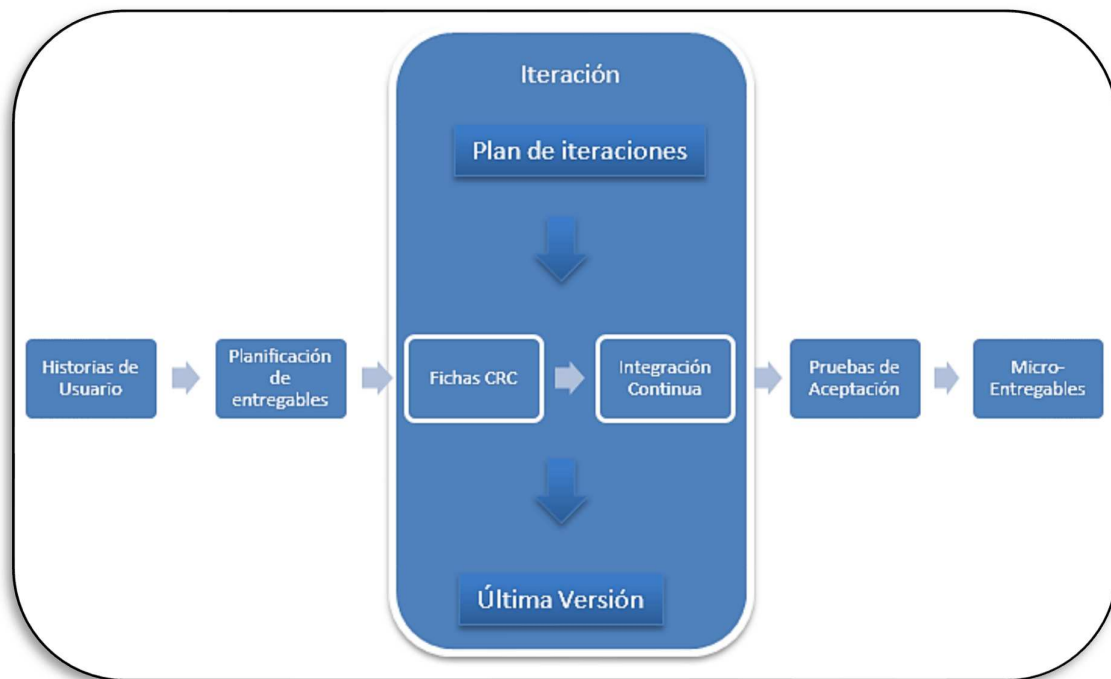 Iteración
Plan de iteraciones
Historias de
Usuario
Planificación
de
entregables
Fichas CRC
Integración
Continua
Pruebas de
Aceptación
Micro-
Entregables
Última Versión